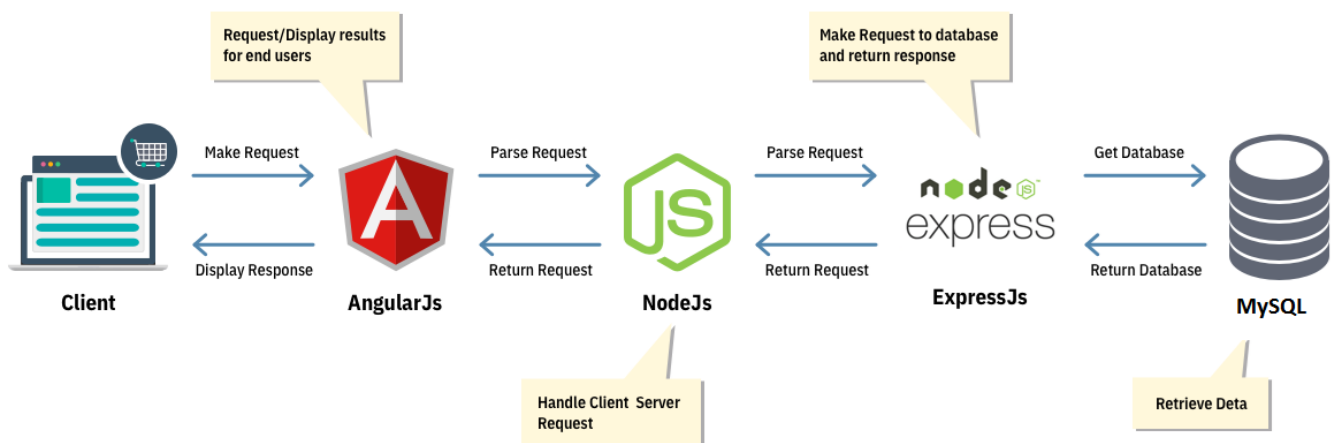 Request/Display results
for end users
Make Request to database
and return response
Make Request
Parse Request
Parse Request
Get Database
A
JS
node JS
express
Display Response
Return Request
Return Request
Return Database
Client
AngularJs
NodeJs
ExpressJs
MySQL
Handle Client Server
Request
Retrieve Deta